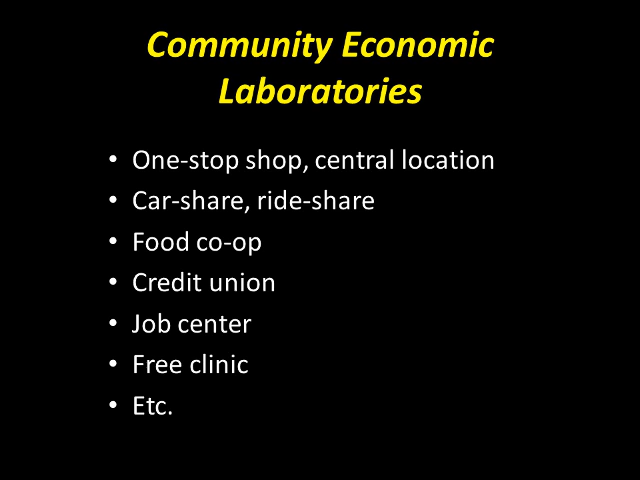 Community Economic
Laboratories
• One-stop shop, central location
• Car-share, ride-share
• Food co-op
• Credit union
• Job center
• Free clinic
• Etc.